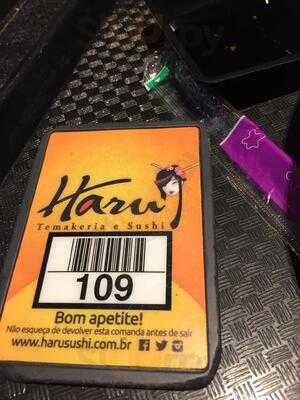 Haru
Temakeria e Sushi
109
Bom apetite!
Não esqueça de devolver esta comanda antes de sair
www.harusushi.com.br